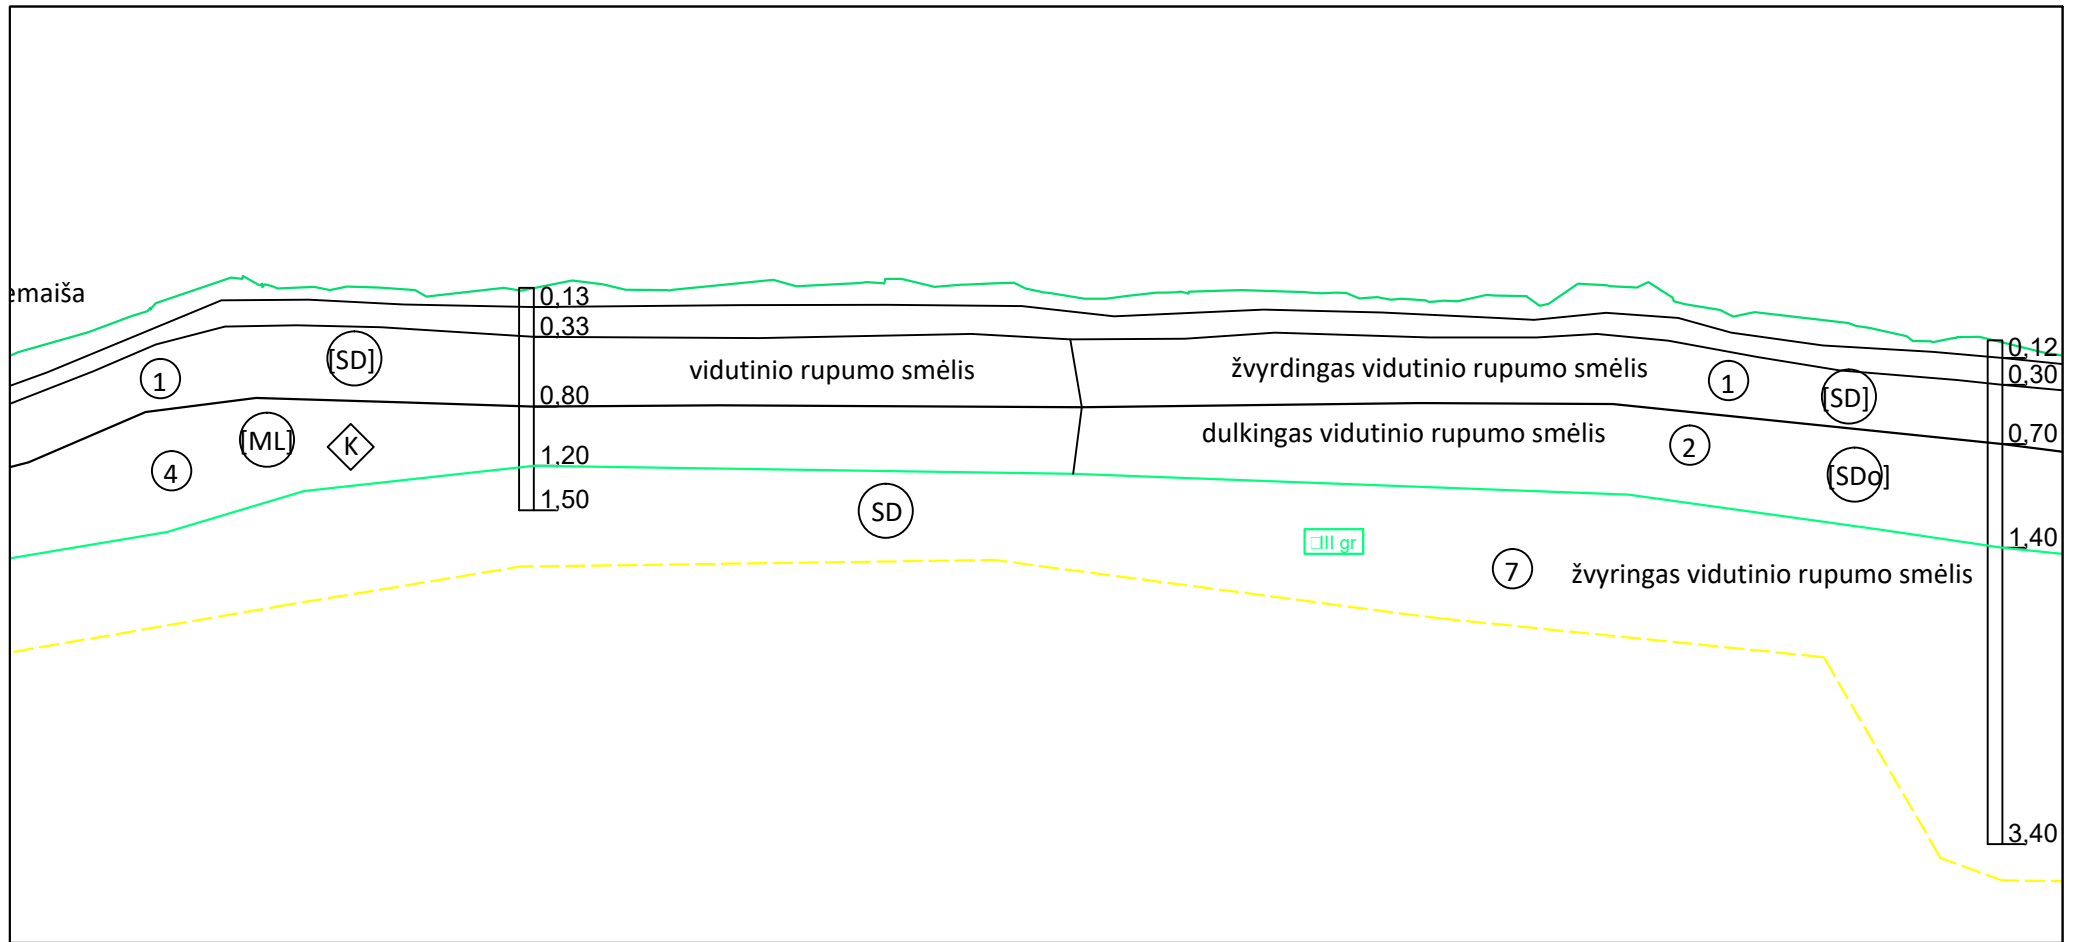 emaiša
0,13
0,33
0,12
0,30
[SD]
1
vidutinio rupumo smėlis
žvyrdingas vidutinio rupumo smėlis
1
[SD]
0,80
0,70
[ML]
K
4
dulkingas vidutinio rupumo smėlis
2
[SDo]
1,20
1,50
SD
III gr
1,40
7
žvyringas vidutinio rupumo smėlis
3,40